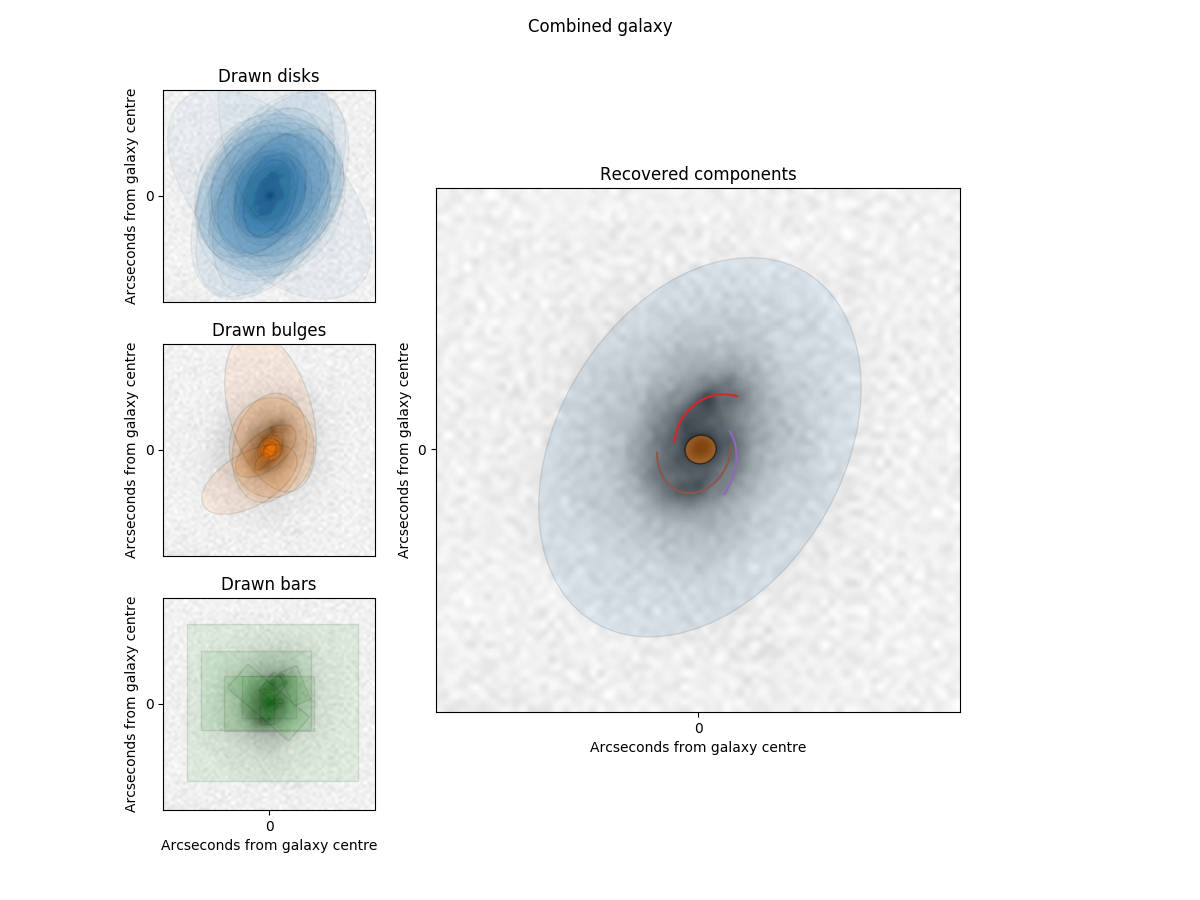 Combined galaxy
Drawn disks
Arcseconds from galaxy centre
0
Drawn bulges
Arcseconds from galaxy centre
0
Drawn bars
Arcseconds from galaxy centre
0
0
Arcseconds from galaxy centre
Recovered components
Arcseconds from galaxy centre
0
0
Arcseconds from galaxy centre